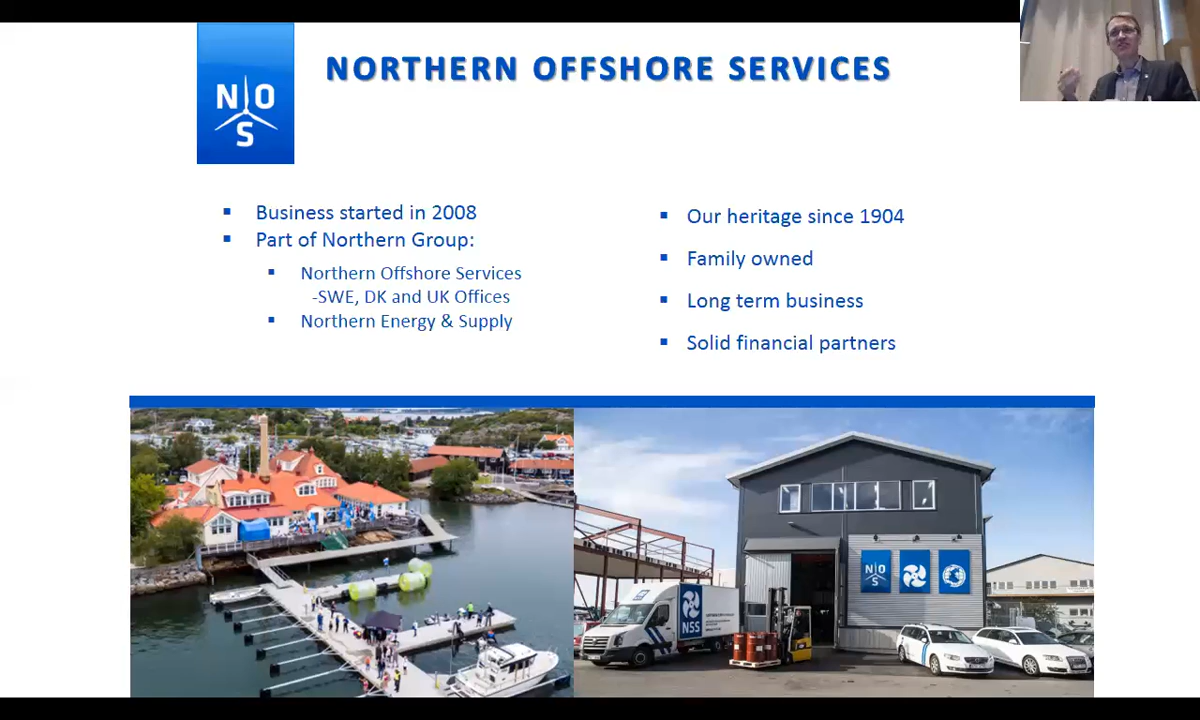 N O
S
NORTHERN OFFSHORE SERVICES
Business started in 2008
Part of Northern Group:
Northern Offshore Services
-SWE, DK and UK Offices
Northern Energy & Supply
Our heritage since 1904
Family owned
Long term business
Solid financial partners
NSS
N O
S